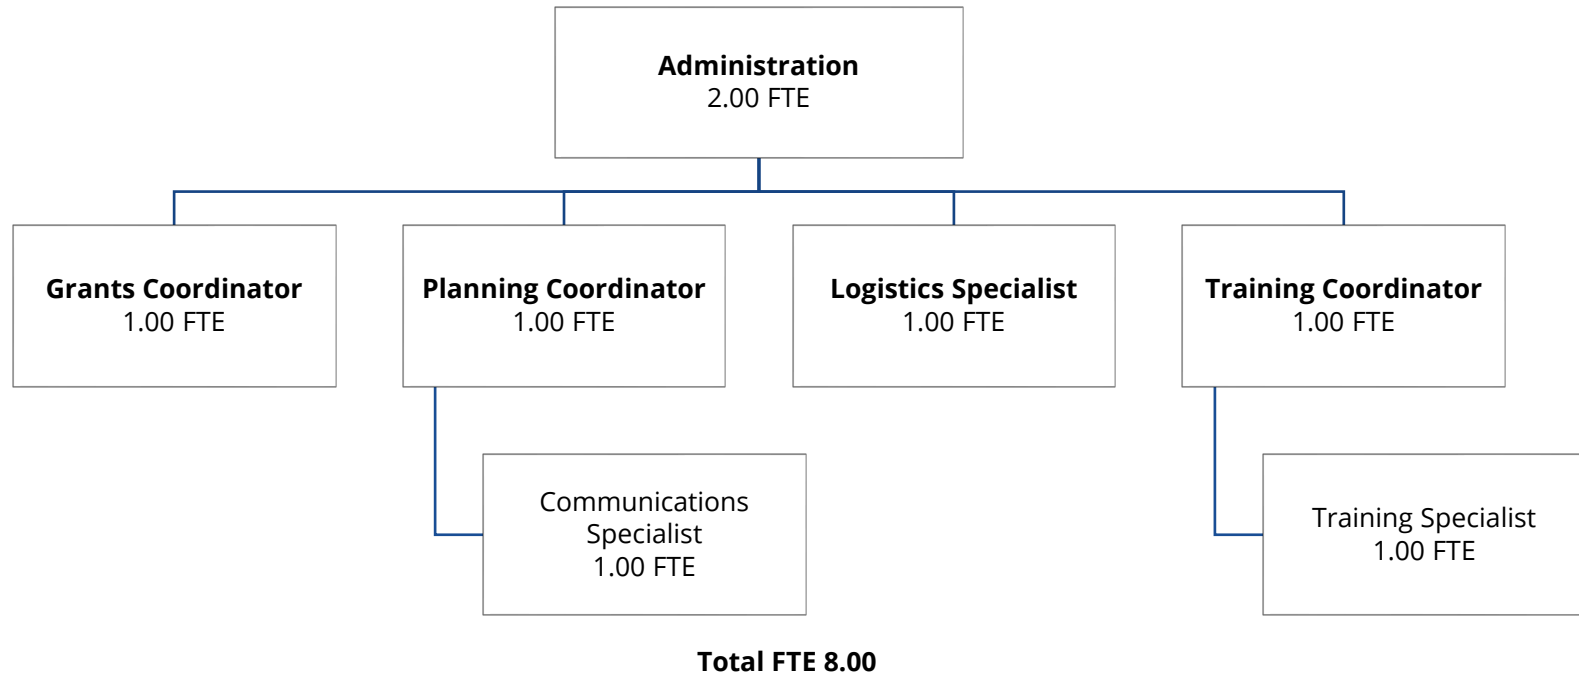 Administration
2.00 FTE
Grants Coordinator
1.00 FTE
Planning Coordinator
1.00 FTE
Logistics Specialist
1.00 FTE
Training Coordinator
1.00 FTE
Communications
Specialist
1.00 FTE
Training Specialist
1.00 FTE
Total FTE 8.00